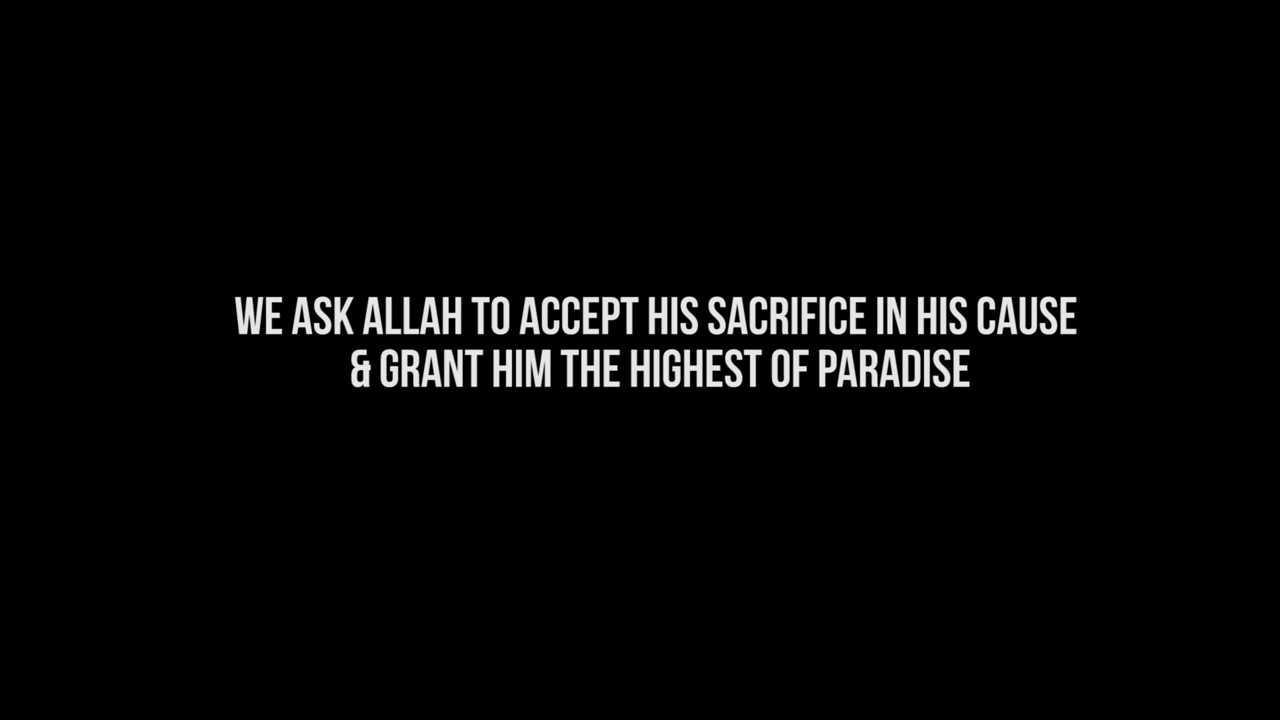 WE ASK ALLAH TO ACCEPT HIS SACRIFICE IN HIS CAUSE
& GRANT HIM THE HIGHEST OF PARADISE